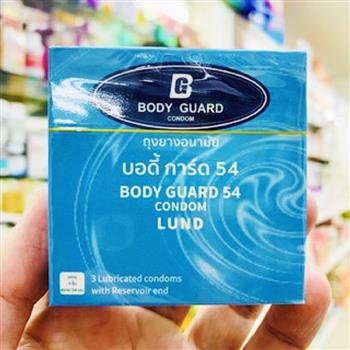 BG
BODY GUARD
CONDOM
ถุงยางอนามัย
บอดี้ การ์ด 54
BODY GUARD 54
CONDOM
LUND
3 Lubricated condoms
with Reservoir end